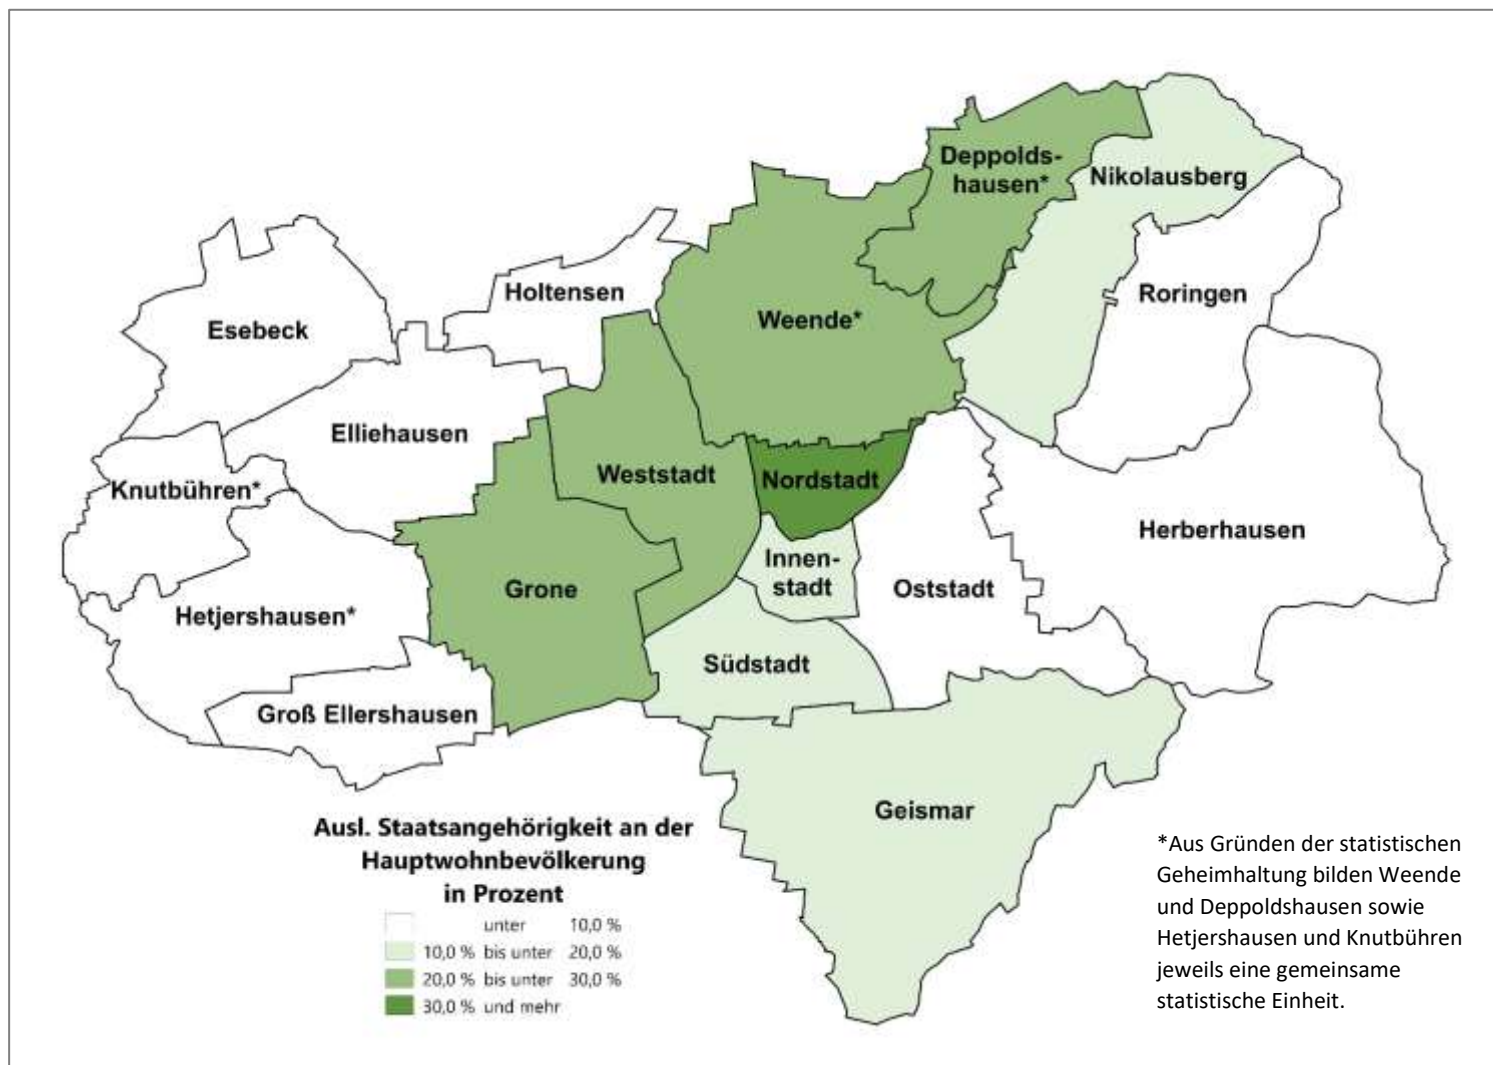 Deppolds-
hausen*
Nikolausberg
Holtensen
Roringen
Esebeck
Weende*
Elliehausen
Weststadt
Nordstadt
Knutbühren*
Herberhausen
Innen-
stadt
Grone
Oststadt
Hetjershausen*
Südstadt
Groß Ellershausen
Geismar
Ausl. Staatsangehörigkeit an der
Hauptwohnbevölkerung
in Prozent
unter 10,0 %
10,0 % bis unter 20,0 %
20,0 % bis unter 30,0 %
30,0 % und mehr
*Aus Gründen der statistischen
Geheimhaltung bilden Weende
und Deppoldshausen sowie
Hetjershausen und Knutbühren
jeweils eine gemeinsame
statistische Einheit.